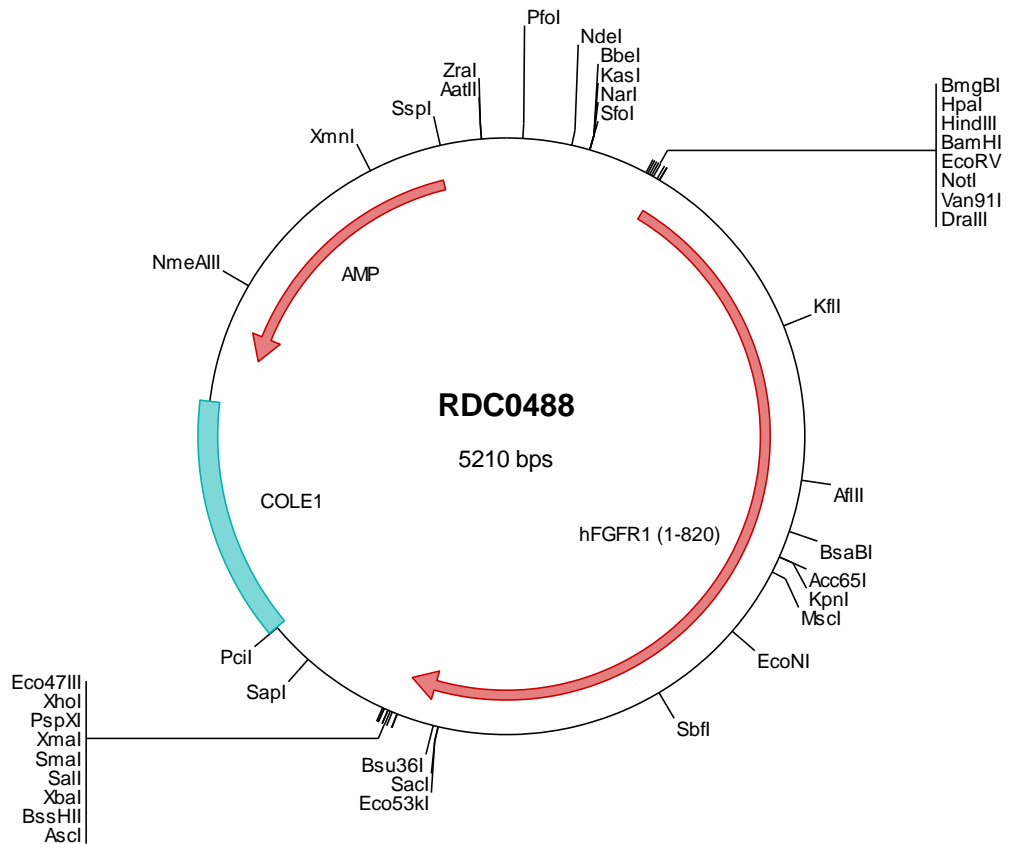 PfoI
NdeI
BbeI
KasI
NarI
SfoI
ZraI
AatII
SspI
XmnI
NmeAIII
BmgBI
HpaI
HindIII
BamHI
EcoRV
NotI
Van91I
DraIII
AMP
KflI
RDC0488
5210 bps
COLE1
hFGFR1 (1-820)
AflII
BsaBI
Acc65I
KpnI
MscI
EcoNI
SbfI
PciI
SapI
Eco47III
XhoI
PspXI
XmaI
SmaI
SalI
XbaI
BssHII
AscI
Bsu36I
SacI
Eco53kI